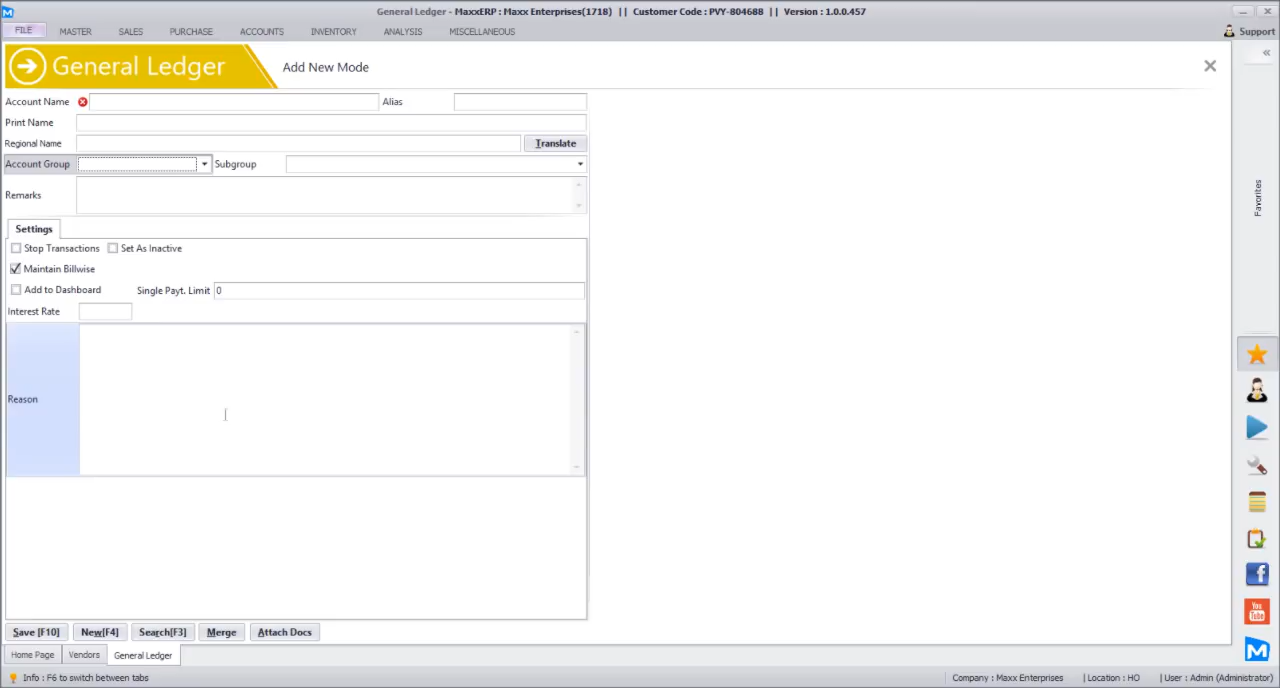 General Ledger - MaxxERP : Maxx Enterprises(1718) || Customer Code : PVY-804688 || Version : 1.0.0.457
FILE MASTER SALES PURCHASE ACCOUNTS INVENTORY ANALYSIS MISCELLANEOUS Support
General Ledger Add New Mode
Account Name Alias
Print Name
Regional Name Translate
Account Group Subgroup
Remarks
Favorites
Settings
Stop Transactions Set As Inactive
Maintain Billwise
Add to Dashboard Single Payt. Limit 0
Interest Rate
Reason
You
Tube
Save [F10] New[F4] Search[F3] Merge Attach Docs
Home Page Vendors General Ledger
Info : F6 to switch between tabs Company : Maxx Enterprises | Location : HO | User : Admin (Administrator)